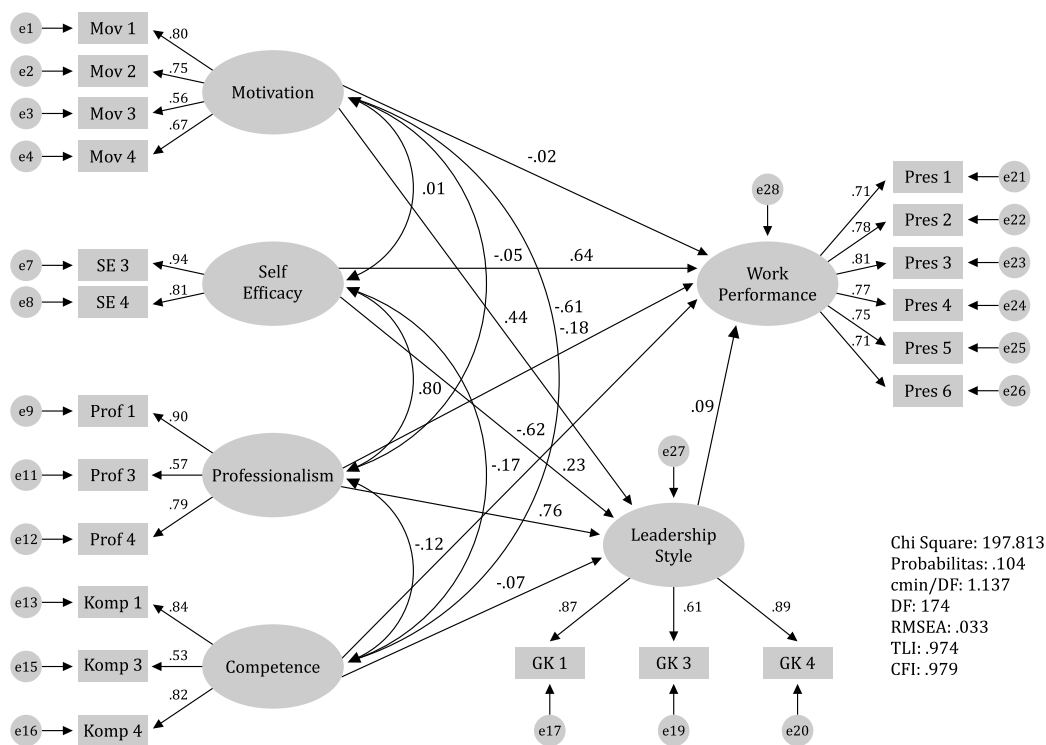 e1
Mov 1
.80
e2
Mov 2
.75
e3
Mov 3
.56
e4
Mov 4
.67
Motivation
-.02
.01
e28
Pres 1
e21
.71
Pres 2
e22
.78
Pres 3
e23
.81
Pres 4
e24
.77
Pres 5
e25
.75
Pres 6
e26
.71
e7
SE 3
.94
e8
SE 4
.81
Self
Efficacy
-.05
.64
Work
Performance
-.61
.44
-.18
.80
.09
e9
Prof 1
.90
e11
Prof 3
.57
e12
Prof 4
.79
Professionalism
-.62
-.17
.23
e27
.76
-.12
Leadership
Style
-.07
e13
Komp 1
.84
e15
Komp 3
.53
e16
Komp 4
.82
Competence
.87
.61
.89
GK 1
GK 3
GK 4
e17
e19
e20
Chi Square: 197.813
Probabilitas: .104
cmin/DF: 1.137
DF: 174
RMSEA: .033
TLI: .974
CFI: .979